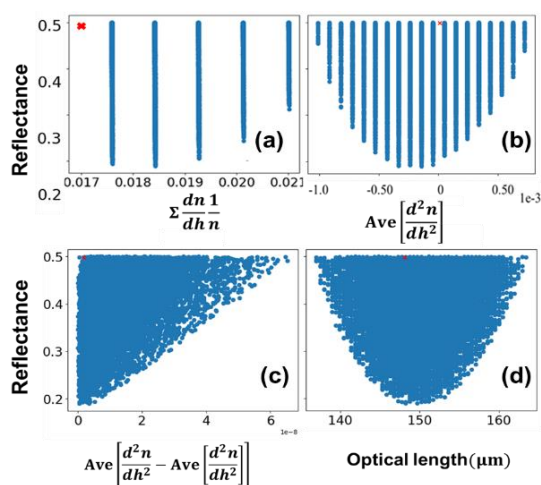 Reflectance
0.5
0.4
0.3
0.2
(a)
0.017 0.018 0.019 0.020 0.021
Σ dn/dh 1/n
(b)
-1.0 -0.50 0 0.50
1e-3
Ave[d²n/dh²]
Reflectance
0.5
0.4
0.3
0.2
(c)
0 2 4 6
1e-8
Ave[d²n/dh² − Ave[d²n/dh²]]
(d)
140 150 160
Optical length(μm)